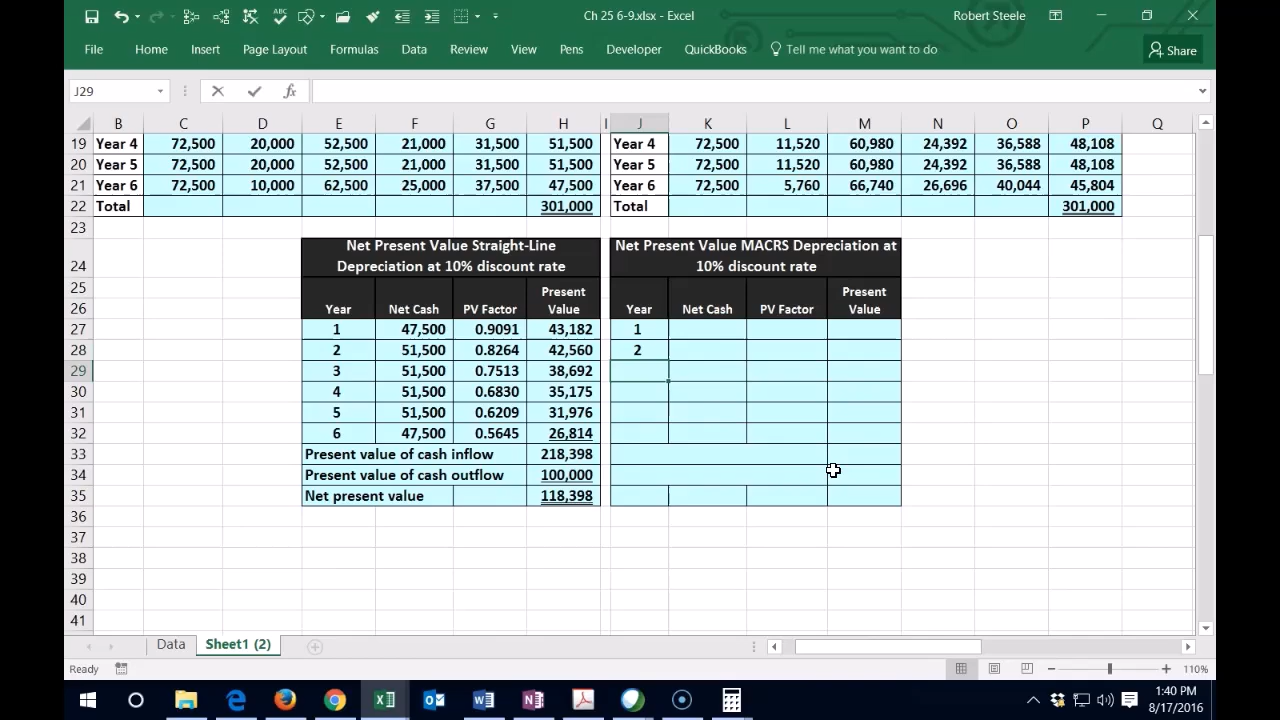 Ch 25 6-9.xlsx - Excel
Robert Steele
File Home Insert Page Layout Formulas Data Review View Pens Developer QuickBooks Tell me what you want to do Share
J29 fx
B C D E F G H I J K L M N O P Q
19 Year 4 72,500 20,000 52,500 21,000 31,500 51,500 Year 4 72,500 11,520 60,980 24,392 36,588 48,108
20 Year 5 72,500 20,000 52,500 21,000 31,500 51,500 Year 5 72,500 11,520 60,980 24,392 36,588 48,108
21 Year 6 72,500 10,000 62,500 25,000 37,500 47,500 Year 6 72,500 5,760 66,740 26,696 40,044 45,804
22 Total 301,000 Total 301,000
23
Net Present Value Straight-Line Net Present Value MACRS Depreciation at
24 Depreciation at 10% discount rate 10% discount rate
25 Present Present
26 Year Net Cash PV Factor Value Year Net Cash PV Factor Value
27 1 47,500 0.9091 43,182 1
28 2 51,500 0.8264 42,560 2
29 3 51,500 0.7513 38,692
30 4 51,500 0.6830 35,175
31 5 51,500 0.6209 31,976
32 6 47,500 0.5645 26,814
33 Present value of cash inflow 218,398
34 Present value of cash outflow 100,000
35 Net present value 118,398
36
37
38
39
40
41
Data Sheet1 (2)
Ready 110%
1:40 PM
8/17/2016